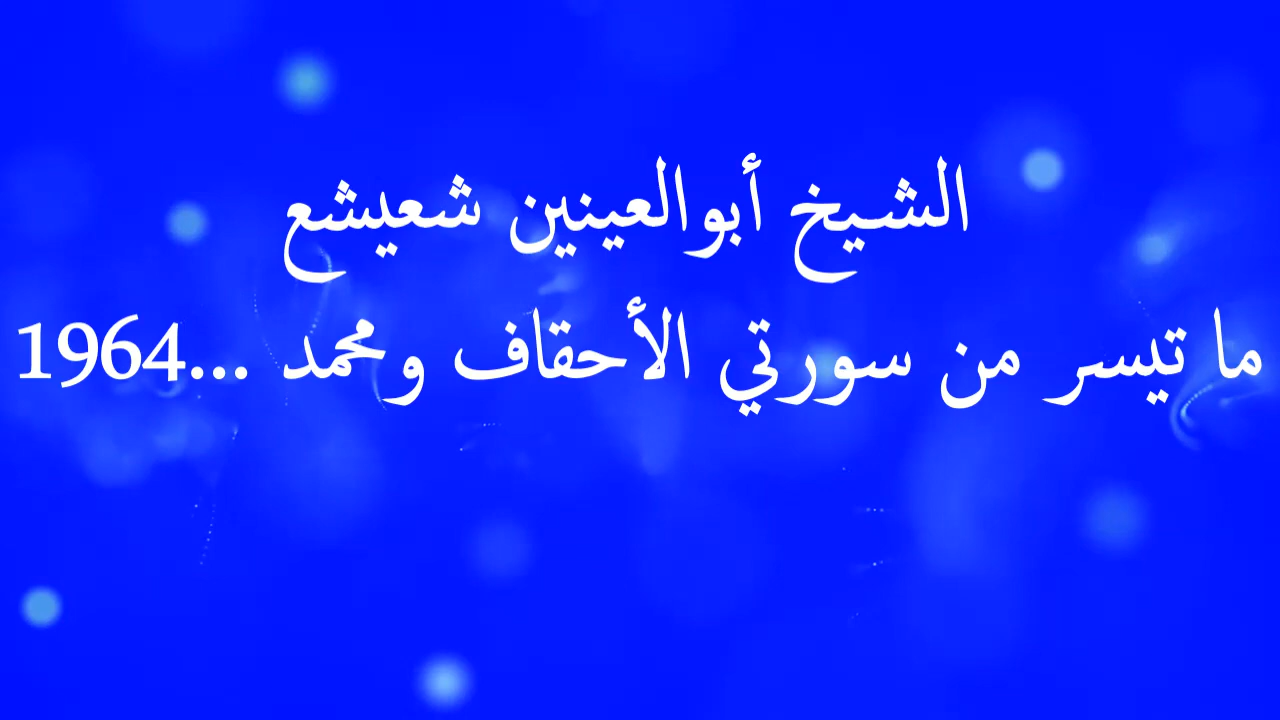 الشيخ أبوالعينين شعيشع
ما تيسر من سورتي الأحقاف ومحمد ...1964